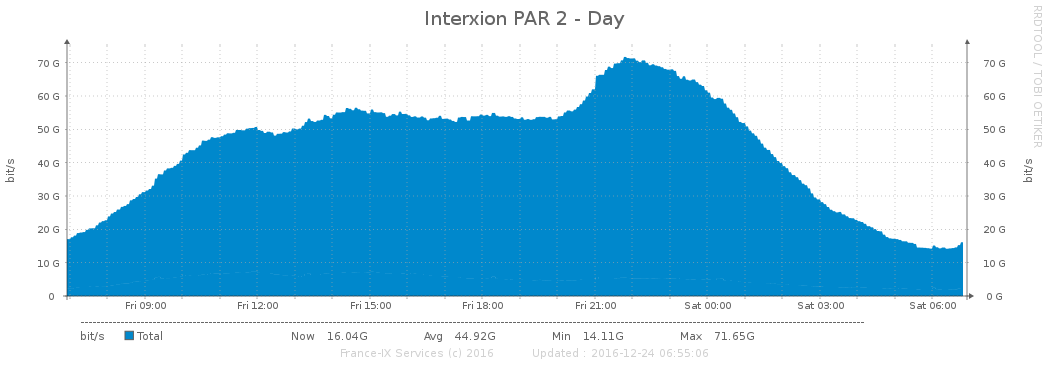 Interxion PAR 2 - Day
RRDTOOL / TOBI OETIKER
bit/s
bit/s
70 G 70 G
60 G 60 G
50 G 50 G
40 G 40 G
30 G 30 G
20 G 20 G
10 G 10 G
0 0 G
Fri 09:00 Fri 12:00 Fri 15:00 Fri 18:00 Fri 21:00 Sat 00:00 Sat 03:00 Sat 06:00
bit/s Total Now 16.04G Avg 44.92G Min 14.11G Max 71.65G
France-IX Services (c) 2016 Updated : 2016-12-24 06:55:06